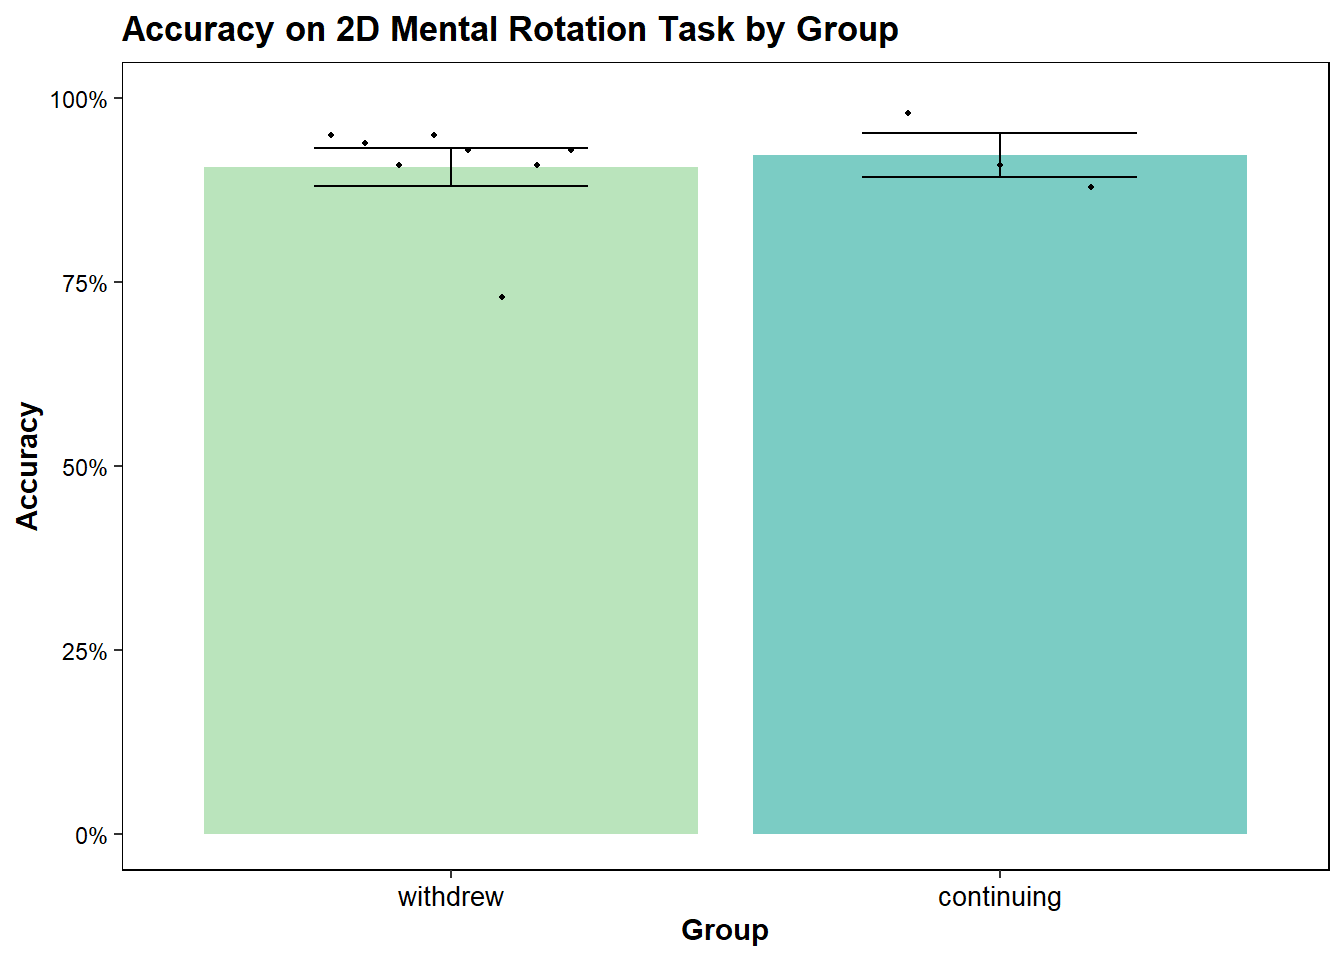 Accuracy on 2D Mental Rotation Task by Group
100%
75%
50%
25%
0%
Accuracy
withdrew
continuing
Group